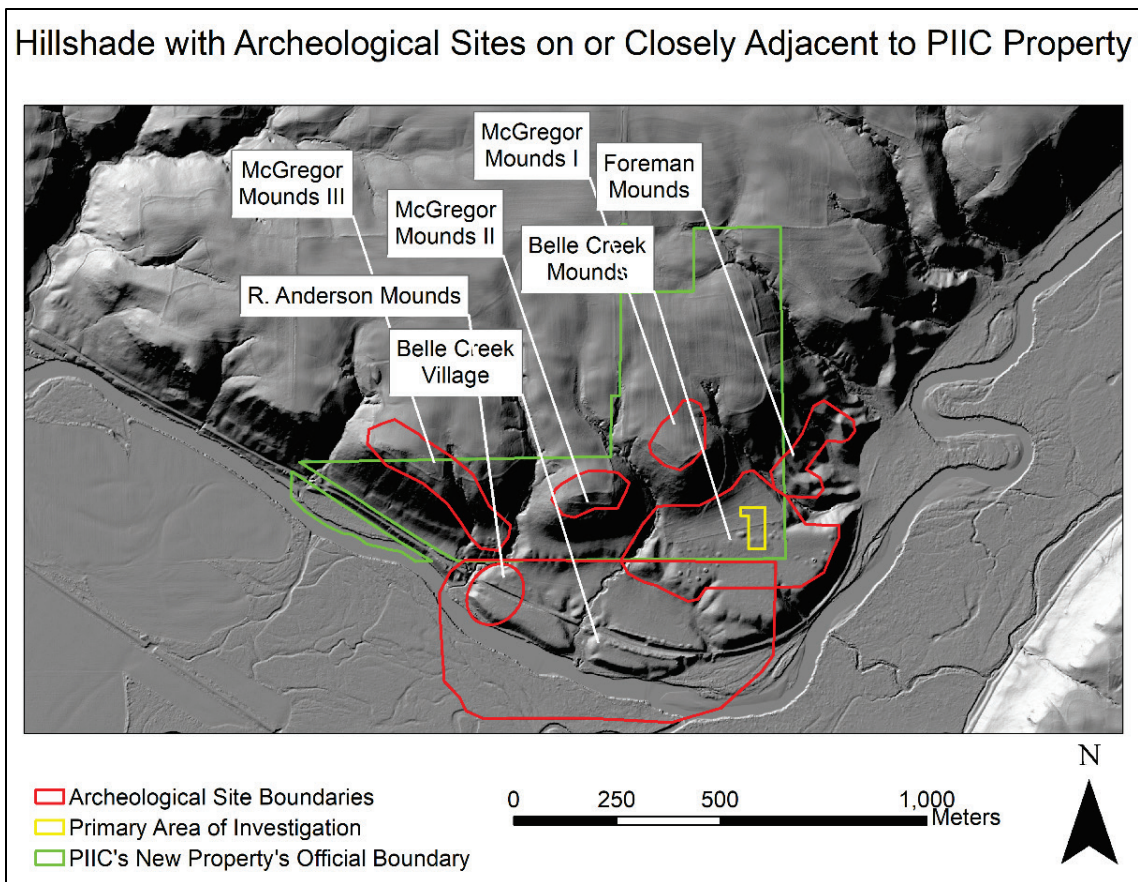 Hillshade with Archeological Sites on or Closely Adjacent to PIIC Property
McGregor
Mounds I
Foreman
Mounds
McGregor
Mounds III
McGregor
Mounds II
Belle Creek
Mounds
R. Anderson Mounds
Belle Creek
Village
N
Archeological Site Boundaries
Primary Area of Investigation
PIIC's New Property's Official Boundary
0 250 500 1,000
Meters